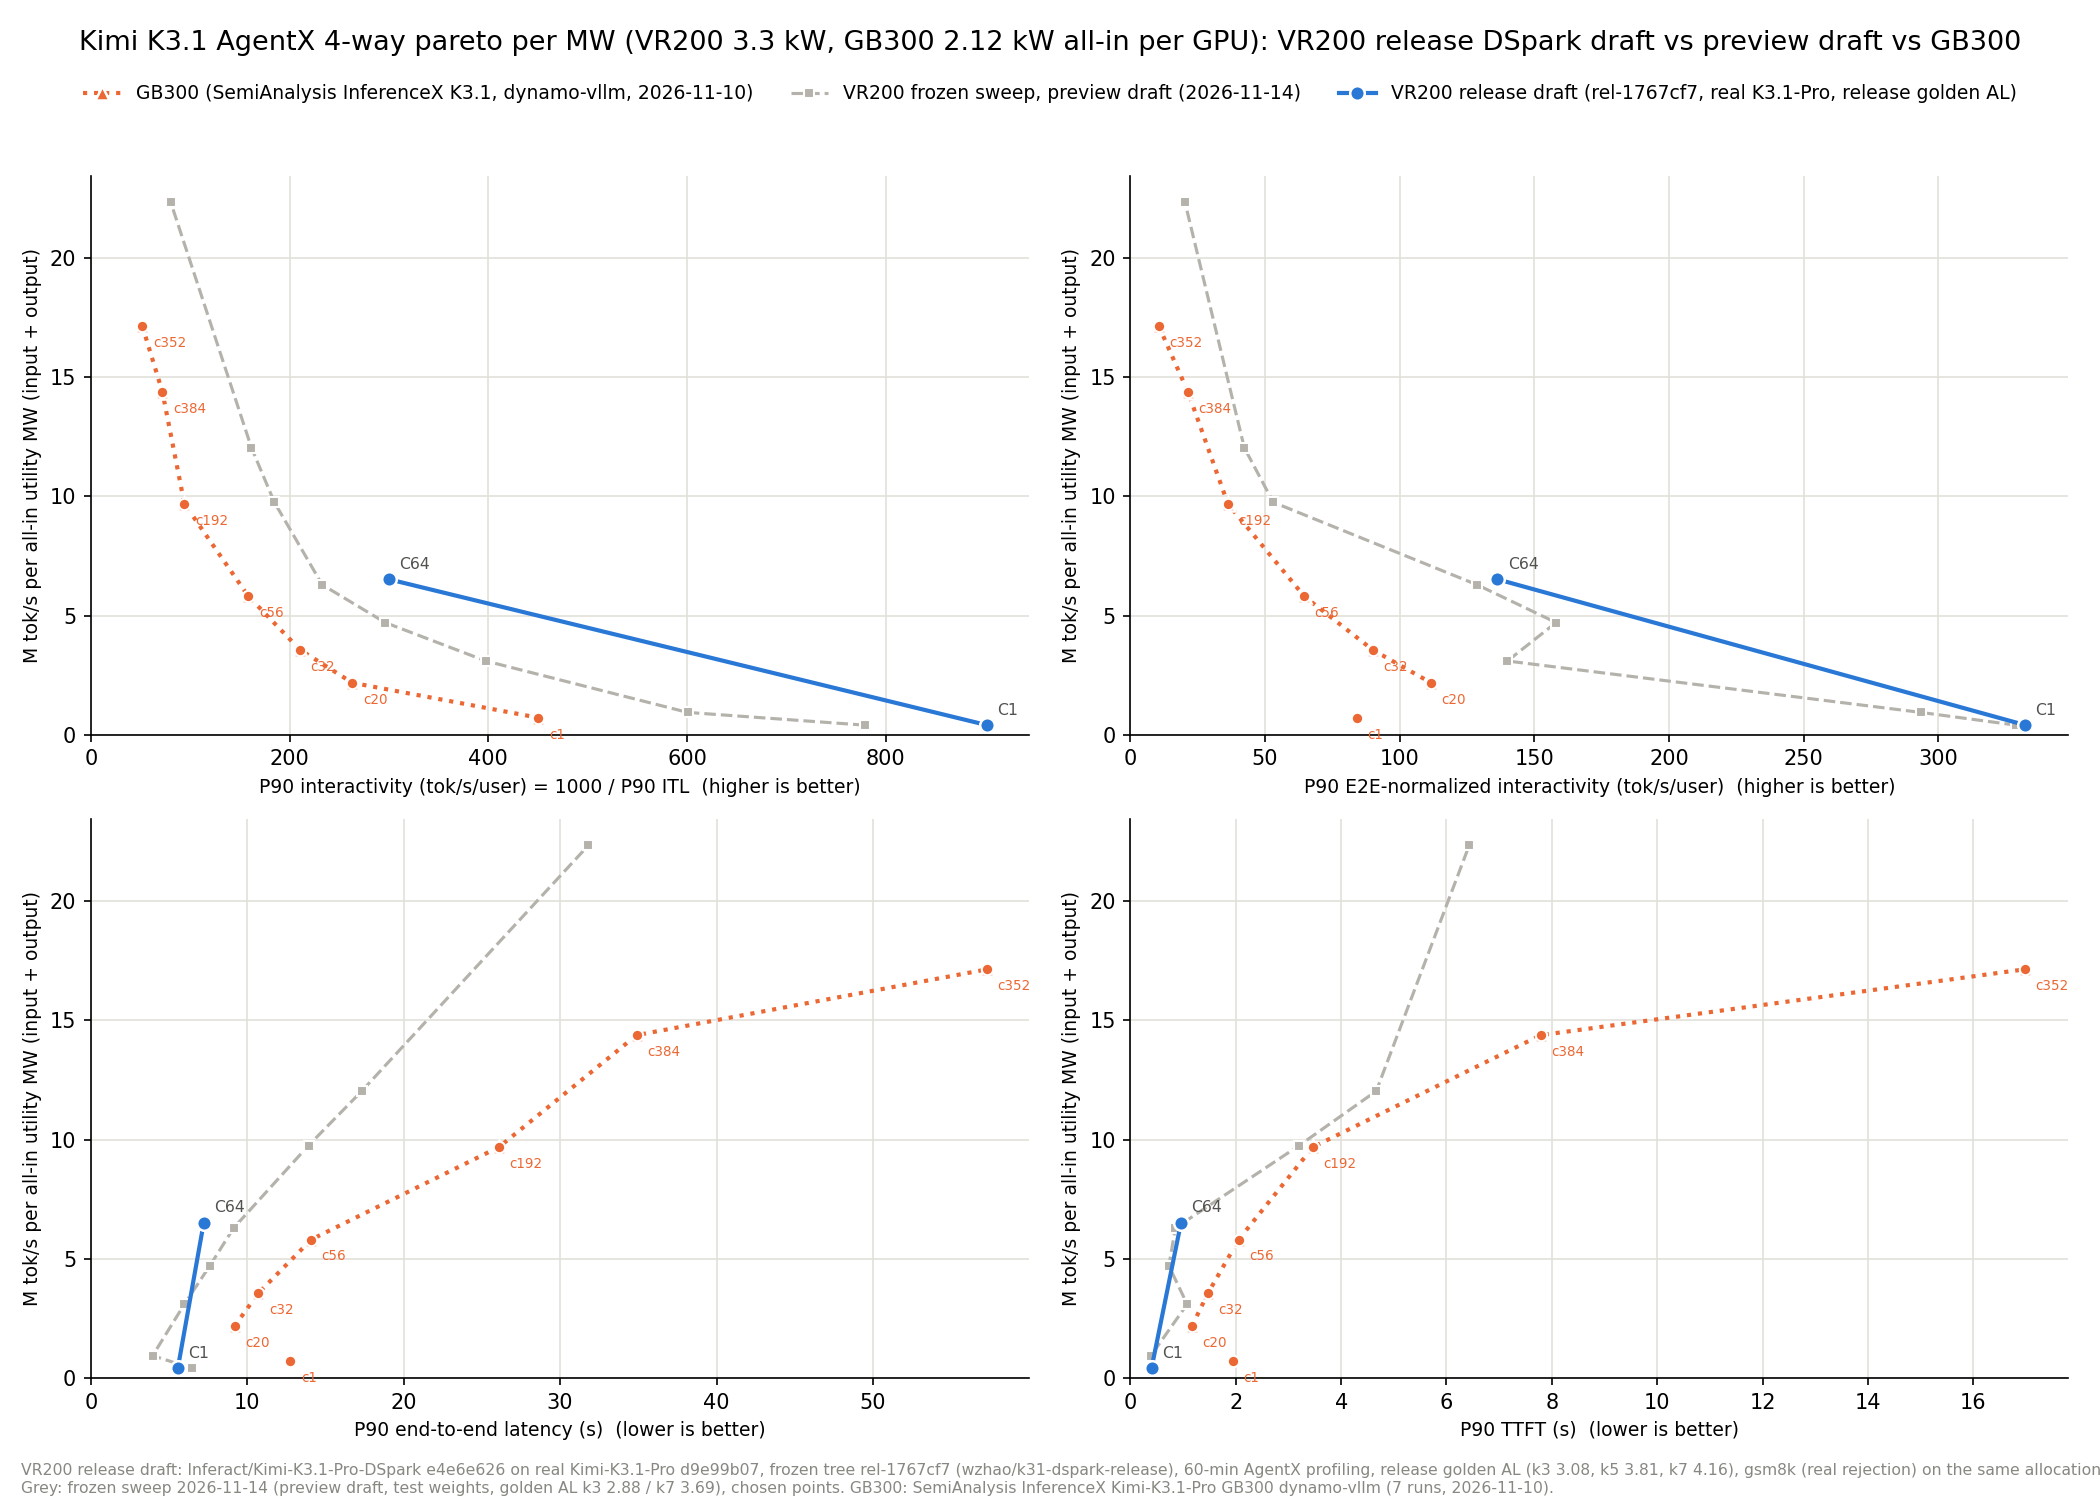 Kimi K3.1 AgentX 4-way pareto per MW (VR200 3.3 kW, GB300 2.12 kW all-in per GPU): VR200 release DSpark draft vs preview draft vs GB300
GB300 (SemiAnalysis InferenceX K3.1, dynamo-vllm, 2026-11-10)
VR200 frozen sweep, preview draft (2026-11-14)
VR200 release draft (rel-1767cf7, real K3.1-Pro, release golden AL)
M tok/s per all-in utility MW (input + output)
20
15
10
5
0
c352
c384
c192
c56
c32
c20
c1
C64
C1
0 200 400 600 800
P90 interactivity (tok/s/user) = 1000 / P90 ITL (higher is better)
M tok/s per all-in utility MW (input + output)
20
15
10
5
0
c352
c384
c192
c56
c32
c20
c1
C64
C1
0 50 100 150 200 250 300
P90 E2E-normalized interactivity (tok/s/user) (higher is better)
M tok/s per all-in utility MW (input + output)
20
15
10
5
0
c352
c384
c192
C64
c56
c32
c20
C1
c1
0 10 20 30 40 50
P90 end-to-end latency (s) (lower is better)
M tok/s per all-in utility MW (input + output)
20
15
10
5
0
c352
c384
c192
C64
c56
c32
c20
C1
c1
0 2 4 6 8 10 12 14 16
P90 TTFT (s) (lower is better)
VR200 release draft: Inferact/Kimi-K3.1-Pro-DSpark e4e6e626 on real Kimi-K3.1-Pro d9e99b07, frozen tree rel-1767cf7 (wzhao/k31-dspark-release), 60-min AgentX profiling, release golden AL (k3 3.08, k5 3.81, k7 4.16), gsm8k (real rejection) on the same allocation
Grey: frozen sweep 2026-11-14 (preview draft, test weights, golden AL k3 2.88 / k7 3.69), chosen points. GB300: SemiAnalysis InferenceX Kimi-K3.1-Pro GB300 dynamo-vllm (7 runs, 2026-11-10).